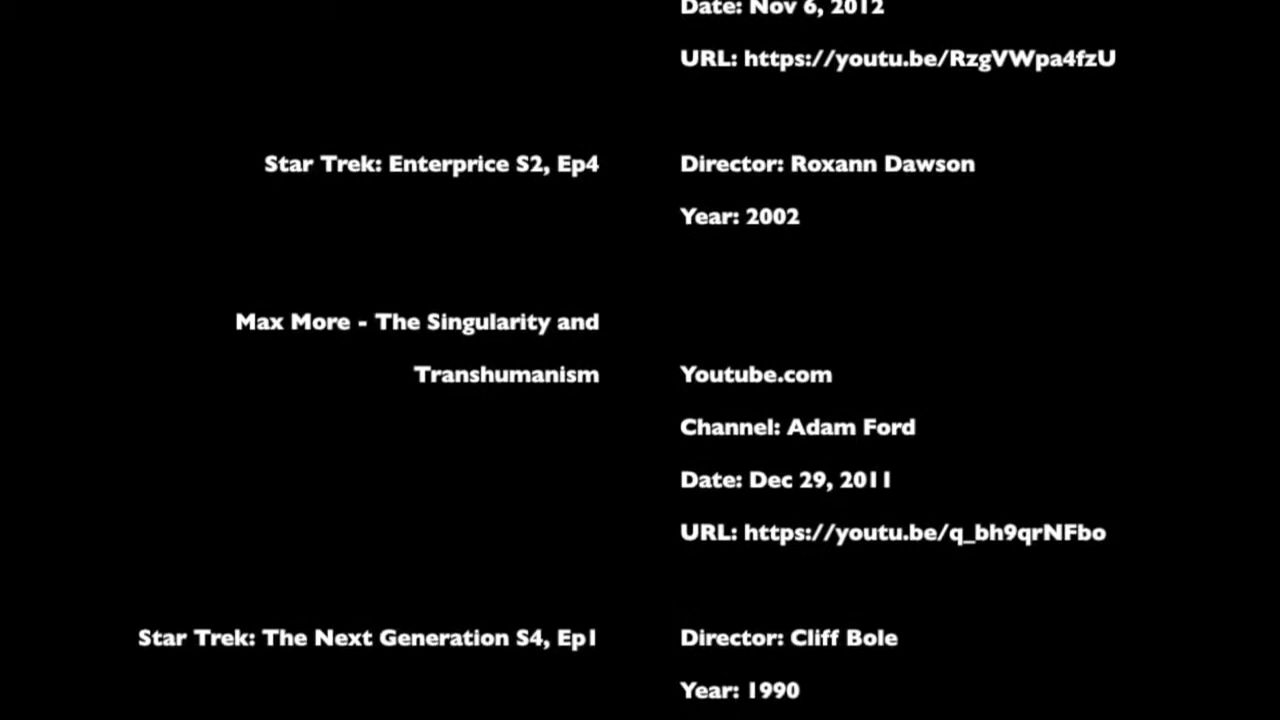 Date: Nov 6, 2012
URL: https://youtu.be/RzgVWpa4fzU
Star Trek: Enterprice S2, Ep4 Director: Roxann Dawson
Year: 2002
Max More - The Singularity and
Transhumanism Youtube.com
Channel: Adam Ford
Date: Dec 29, 2011
URL: https://youtu.be/q_bh9qrNFbo
Star Trek: The Next Generation S4, Ep1 Director: Cliff Bole
Year: 1990